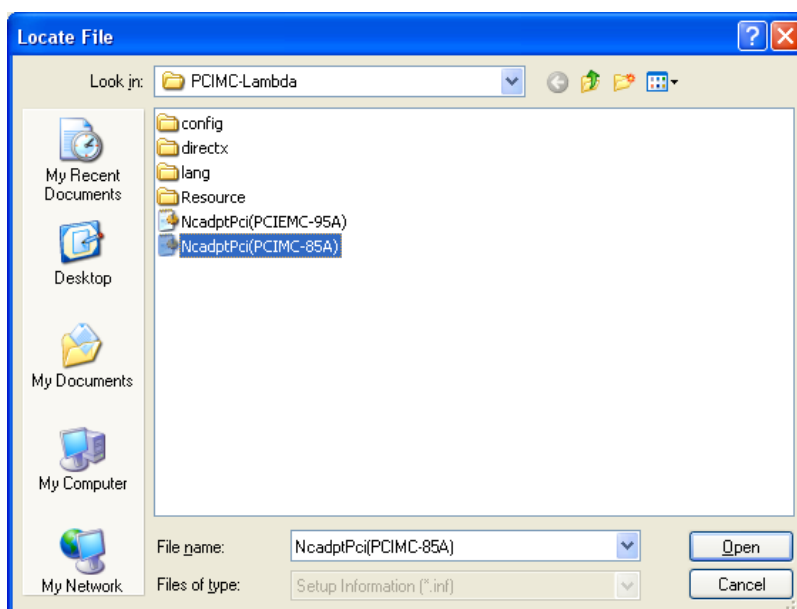 Locate File
Look in:
PCIMC-Lambda
config
directx
lang
Resource
NcadptPci(PCIEMC-95A)
NcadptPci(PCIMC-85A)
My Recent
Documents
Desktop
My Documents
My Computer
My Network
File name:
NcadptPci(PCIMC-85A)
Open
Files of type:
Setup Information (*.inf)
Cancel